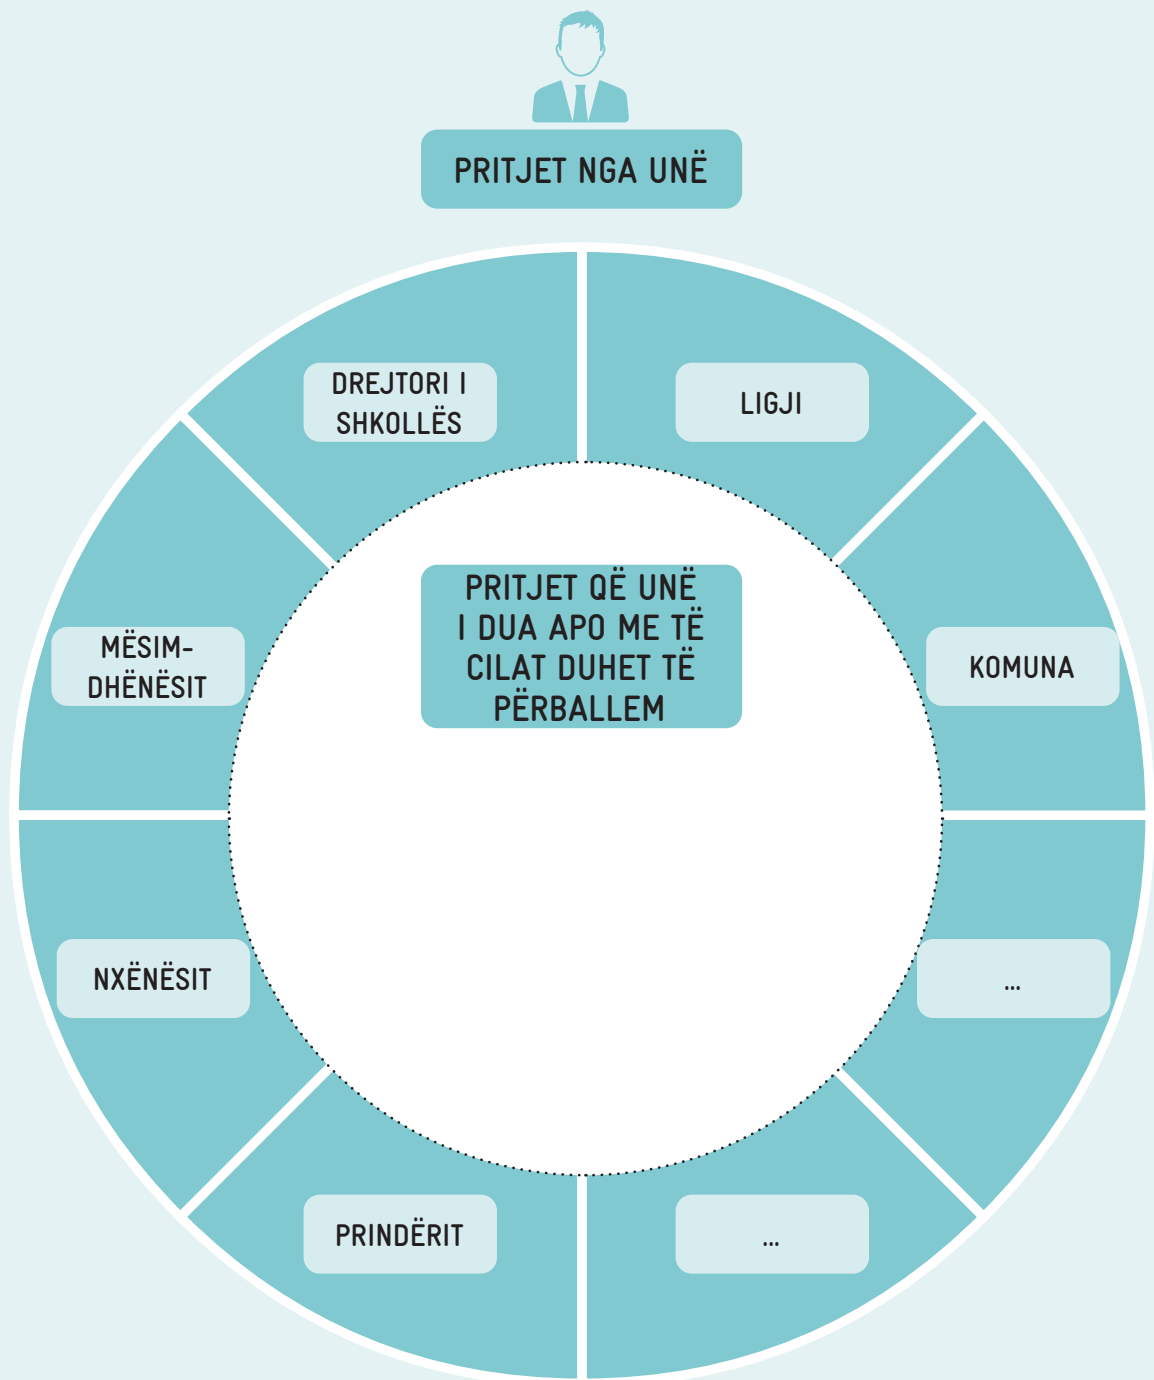 PRITJET NGA UNË
DREJTORI I
SHKOLLËS
LIGJI
PRITJET QË UNË
I DUA APO ME TË
CILAT DUHET TË
PËRBALLEM
MËSIM-
DHËNËSIT
KOMUNA
NXËNËSIT
...
PRINDËRIT
...